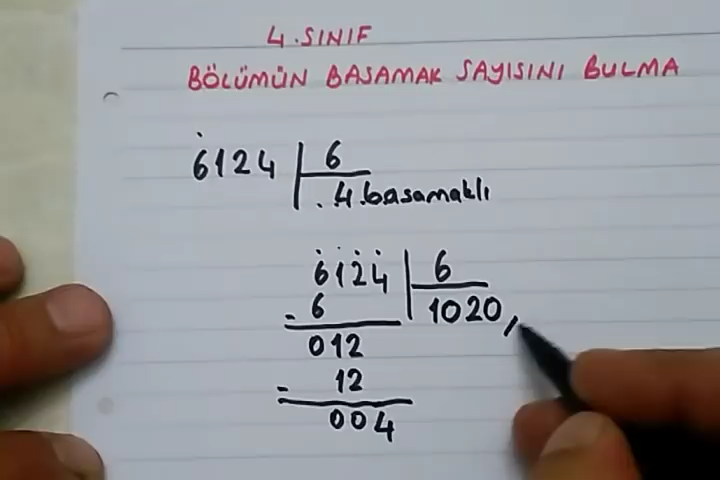 4.SINIF
BÖLÜMÜN BASAMAK SAYISINI BULMA
6124 | 6
.4.basamaklı
6124 | 6
- 6 1020,
012
- 12
004